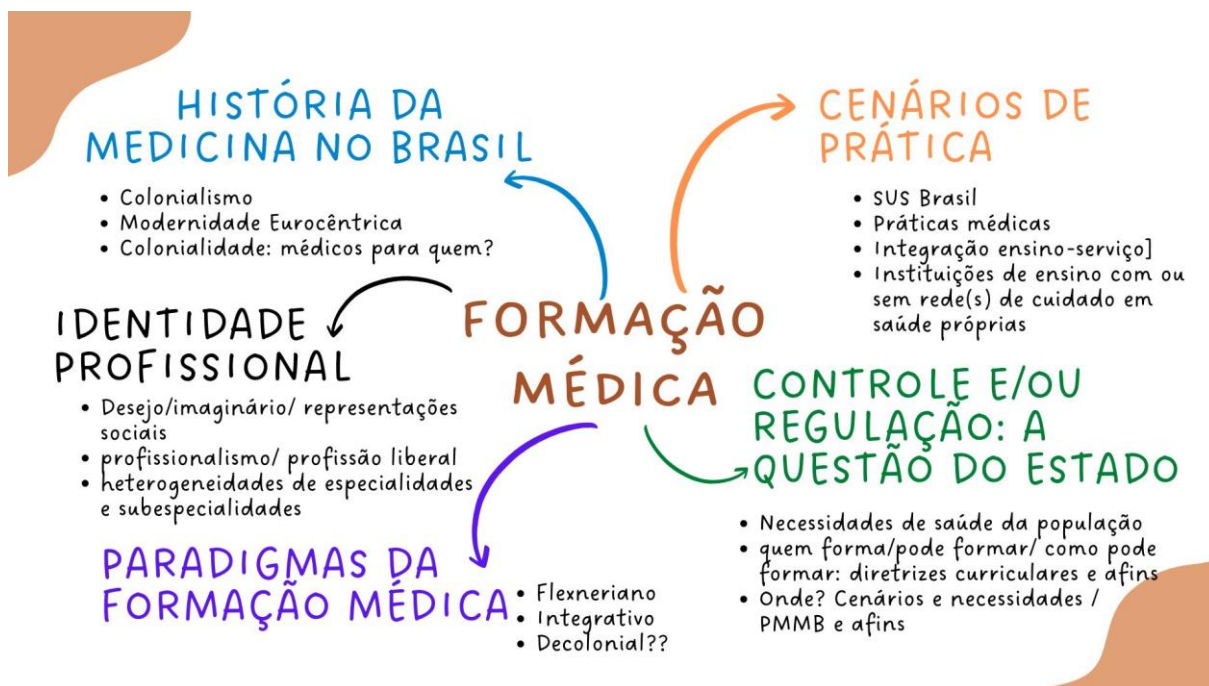 HISTÓRIA DA
MEDICINA NO BRASIL
• Colonialismo
• Modernidade Eurocêntrica
• Colonialidade: médicos para quem?
IDENTIDADE
PROFISSIONAL
• Desejo/imaginário/ representações
sociais
• profissionalismo/ profissão liberal
• heterogeneidades de especialidades
e subespecialidades
PARADIGMAS DA
FORMAÇÃO MÉDICA
• Flexneriano
• Integrativo
• Decolonial??
FORMAÇÃO
MÉDICA
CENÁRIOS DE
PRÁTICA
• SUS Brasil
• Práticas médicas
• Integração ensino-serviço]
• Instituições de ensino com ou
sem rede(s) de cuidado em
saúde próprias
CONTROLE E/OU
REGULAÇÃO: A
QUESTÃO DO ESTADO
• Necessidades de saúde da população
• quem forma/pode formar/ como pode
formar: diretrizes curriculares e afins
• Onde? Cenários e necessidades /
PMMB e afins